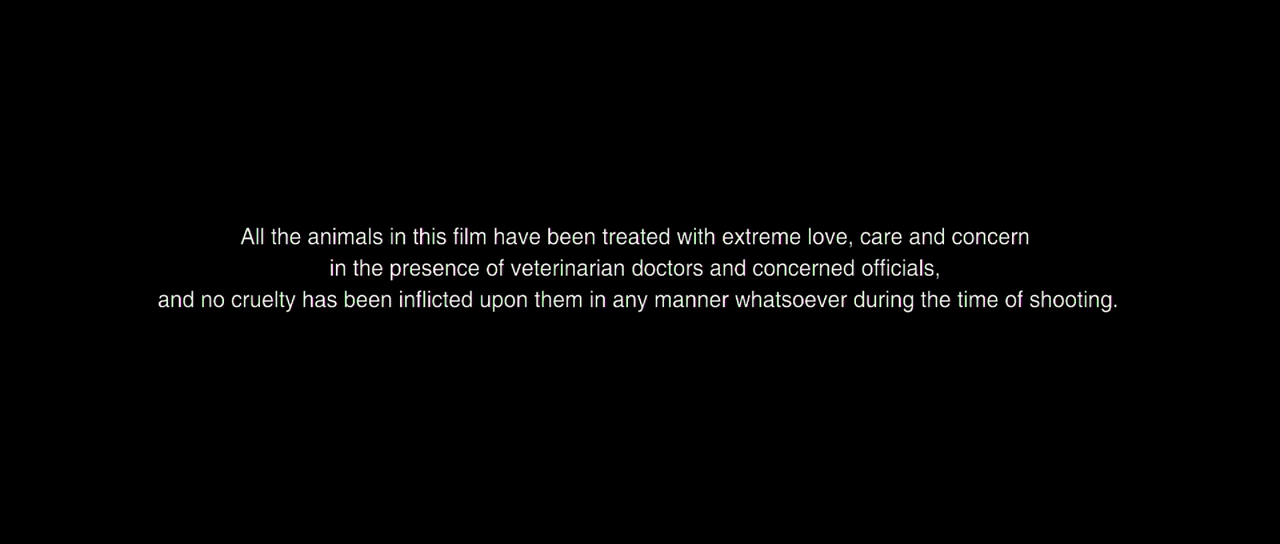 All the animals in this film have been treated with extreme love, care and concern
in the presence of veterinarian doctors and concerned officials,
and no cruelty has been inflicted upon them in any manner whatsoever during the time of shooting.